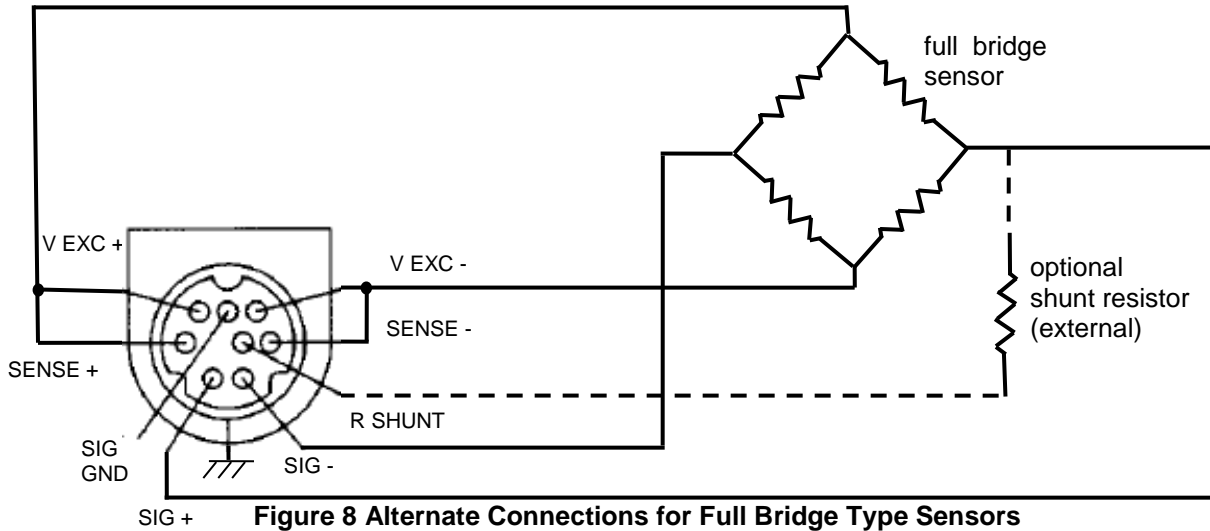 full bridge
sensor
V EXC +
V EXC -
SENSE -
SENSE +
optional
shunt resistor
(external)
R SHUNT
SIG
GND
SIG -
SIG +
Figure 8 Alternate Connections for Full Bridge Type Sensors